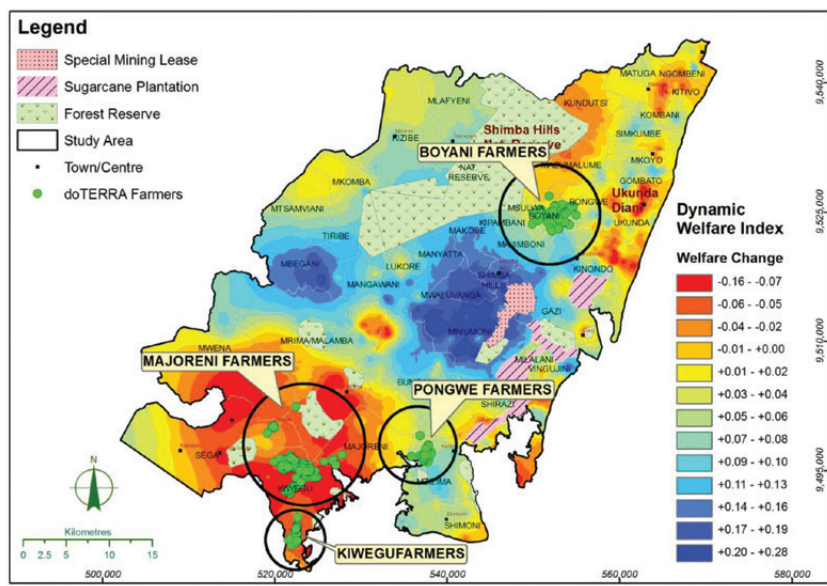 Legend
Special Mining Lease
Sugarcane Plantation
Forest Reserve
Study Area
Town/Centre
doTERRA Farmers
MATUGA
NGOMBENI
KITIVO
MLAFYENI
KUNDUTSI
KOMBANI
Shimba Hills
SIMKUMBE
BOYANI FARMERS
MKOYO
MKOMBA
NAT
RESERVE
GOMBATO
MTSAMVIANI
MSULWA
PONGWE
Ukunda
Diani
BOYANI
KIPAMBANI
UKUNDA
TIRIBE
MAKOBE
MAJIMBONI
MANYATTA
MBEGANI
LUKORE
SHIMBA
HILLS
KINONDO
MANGAWANI
MWALUVANGA
GAZI
MWENA
MRIMA/MALAMBA
MILALANI
VINGUJINI
MAJORENI FARMERS
PONGWE FARMERS
SHIRAZI
SEGA
MAJORENI
KIWEGU
SHIMONI
KIWEGUFARMERS
N
Kilometres
0 2.5 5 10 15
Dynamic
Welfare Index
Welfare Change
-0.16 - -0.07
-0.06 - -0.05
-0.04 - -0.02
-0.01 - +0.00
+0.01 - +0.02
+0.03 - +0.04
+0.05 - +0.06
+0.07 - +0.08
+0.09 - +0.10
+0.11 - +0.13
+0.14 - +0.16
+0.17 - +0.19
+0.20 - +0.28
9,540,000
9,525,000
9,510,000
9,495,000
500,000
520,000
540,000
560,000
580,000